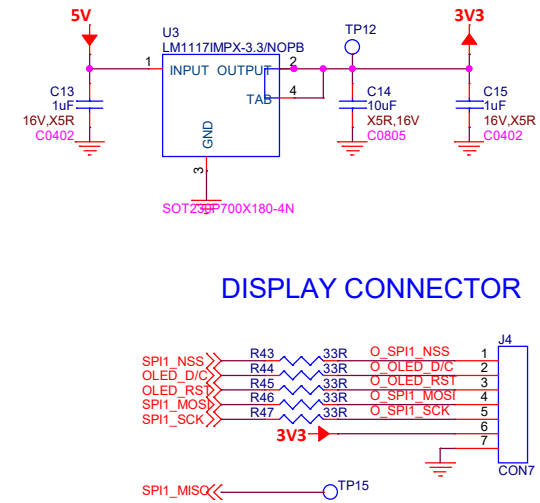 5V
3V3
U3
LM1117IMPX-3.3/NOPB
TP12
1
INPUT OUTPUT
2
TAB
4
GND
3
SOT230P700X180-4N
C13
1uF
16V,X5R
C0402
C14
10uF
X5R,16V
C0805
C15
1uF
16V,X5R
C0402
DISPLAY CONNECTOR
J4
SPI1_NSS R43 33R O_SPI1_NSS 1
OLED_D/C R44 33R O_OLED_D/C 2
OLED_RST R45 33R O_OLED_RST 3
SPI1_MOSI R46 33R O_SPI1_MOSI 4
SPI1_SCK R47 33R O_SPI1_SCK 5
3V3 6
7
CON7
SPI1_MISO TP15